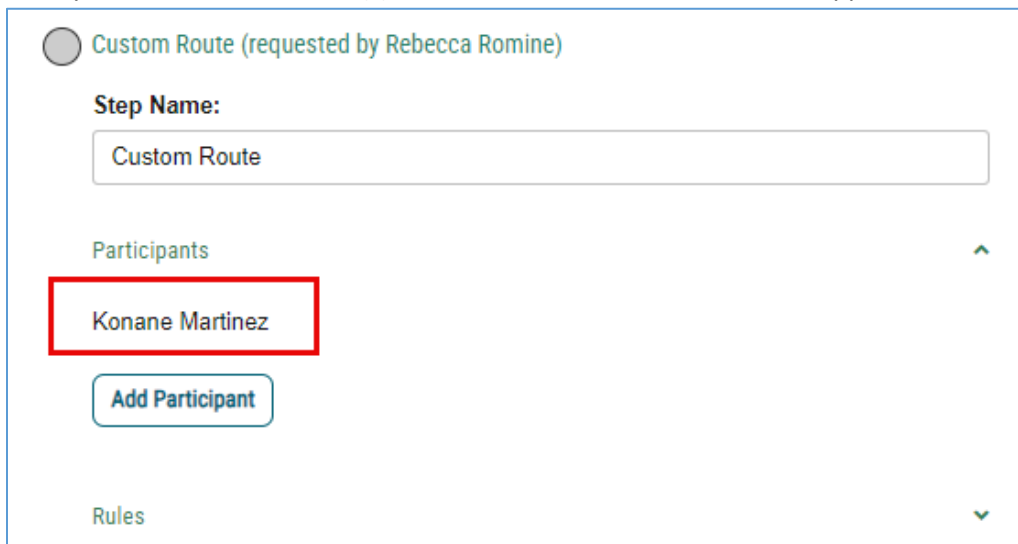 Custom Route (requested by Rebecca Romine)
Step Name:
Custom Route
Participants
Konane Martinez
Add Participant
Rules